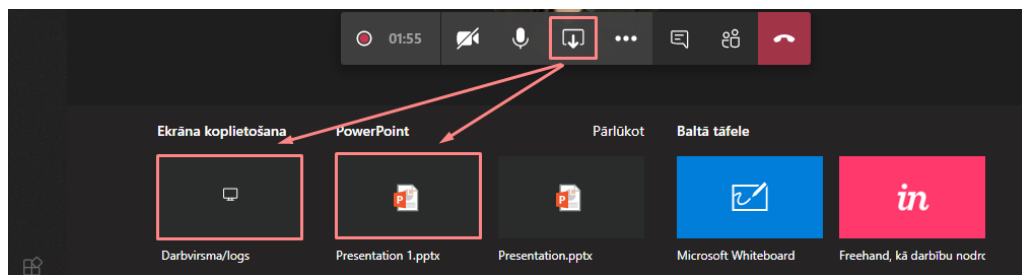 01:55
Ekrāna koplietošana PowerPoint Pārlūkot Baltā tāfele
P P in
Darbvirsma/logs Presentation 1.pptx Presentation.pptx Microsoft Whiteboard Freehand, kā darbību nodrc